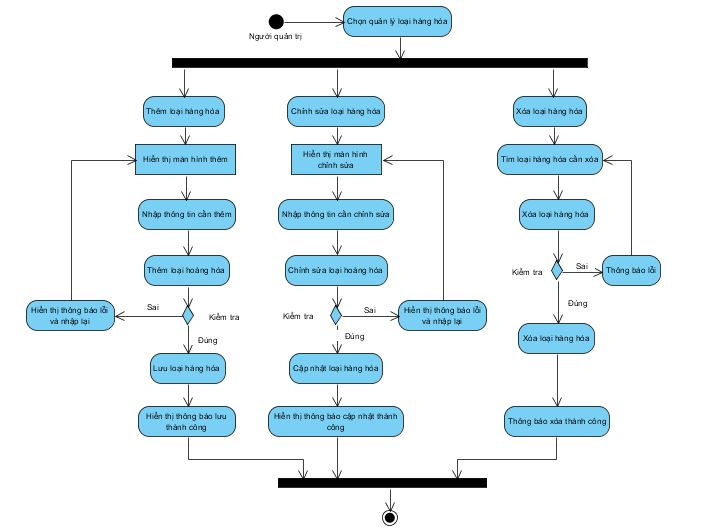 Chọn quản lý loại hàng hóa
Người quản trị
Thêm loại hàng hóa
Chỉnh sửa loại hàng hóa
Xóa loại hàng hóa
Hiển thị màn hình thêm
Hiển thị màn hình
chỉnh sửa
Tìm loại hàng hóa cần xóa
Nhập thông tin cần thêm
Nhập thông tin cần chỉnh sửa
Xóa loại hàng hóa
Thêm loại hoàng hóa
Chỉnh sửa loại hoàng hóa
Kiểm tra
Sai
Thông báo lỗi
Hiển thị thông báo lỗi
và nhập lại
Sai
Kiểm tra
Kiểm tra
Sai
Hiển thị thông báo lỗi
và nhập lại
Đúng
Đúng
Đúng
Xóa loại hàng hóa
Lưu loại hàng hóa
Cập nhật loại hàng hóa
Hiển thị thông báo lưu
thành công
Hiển thị thông báo cập nhật thành
công
Thông báo xóa thành công